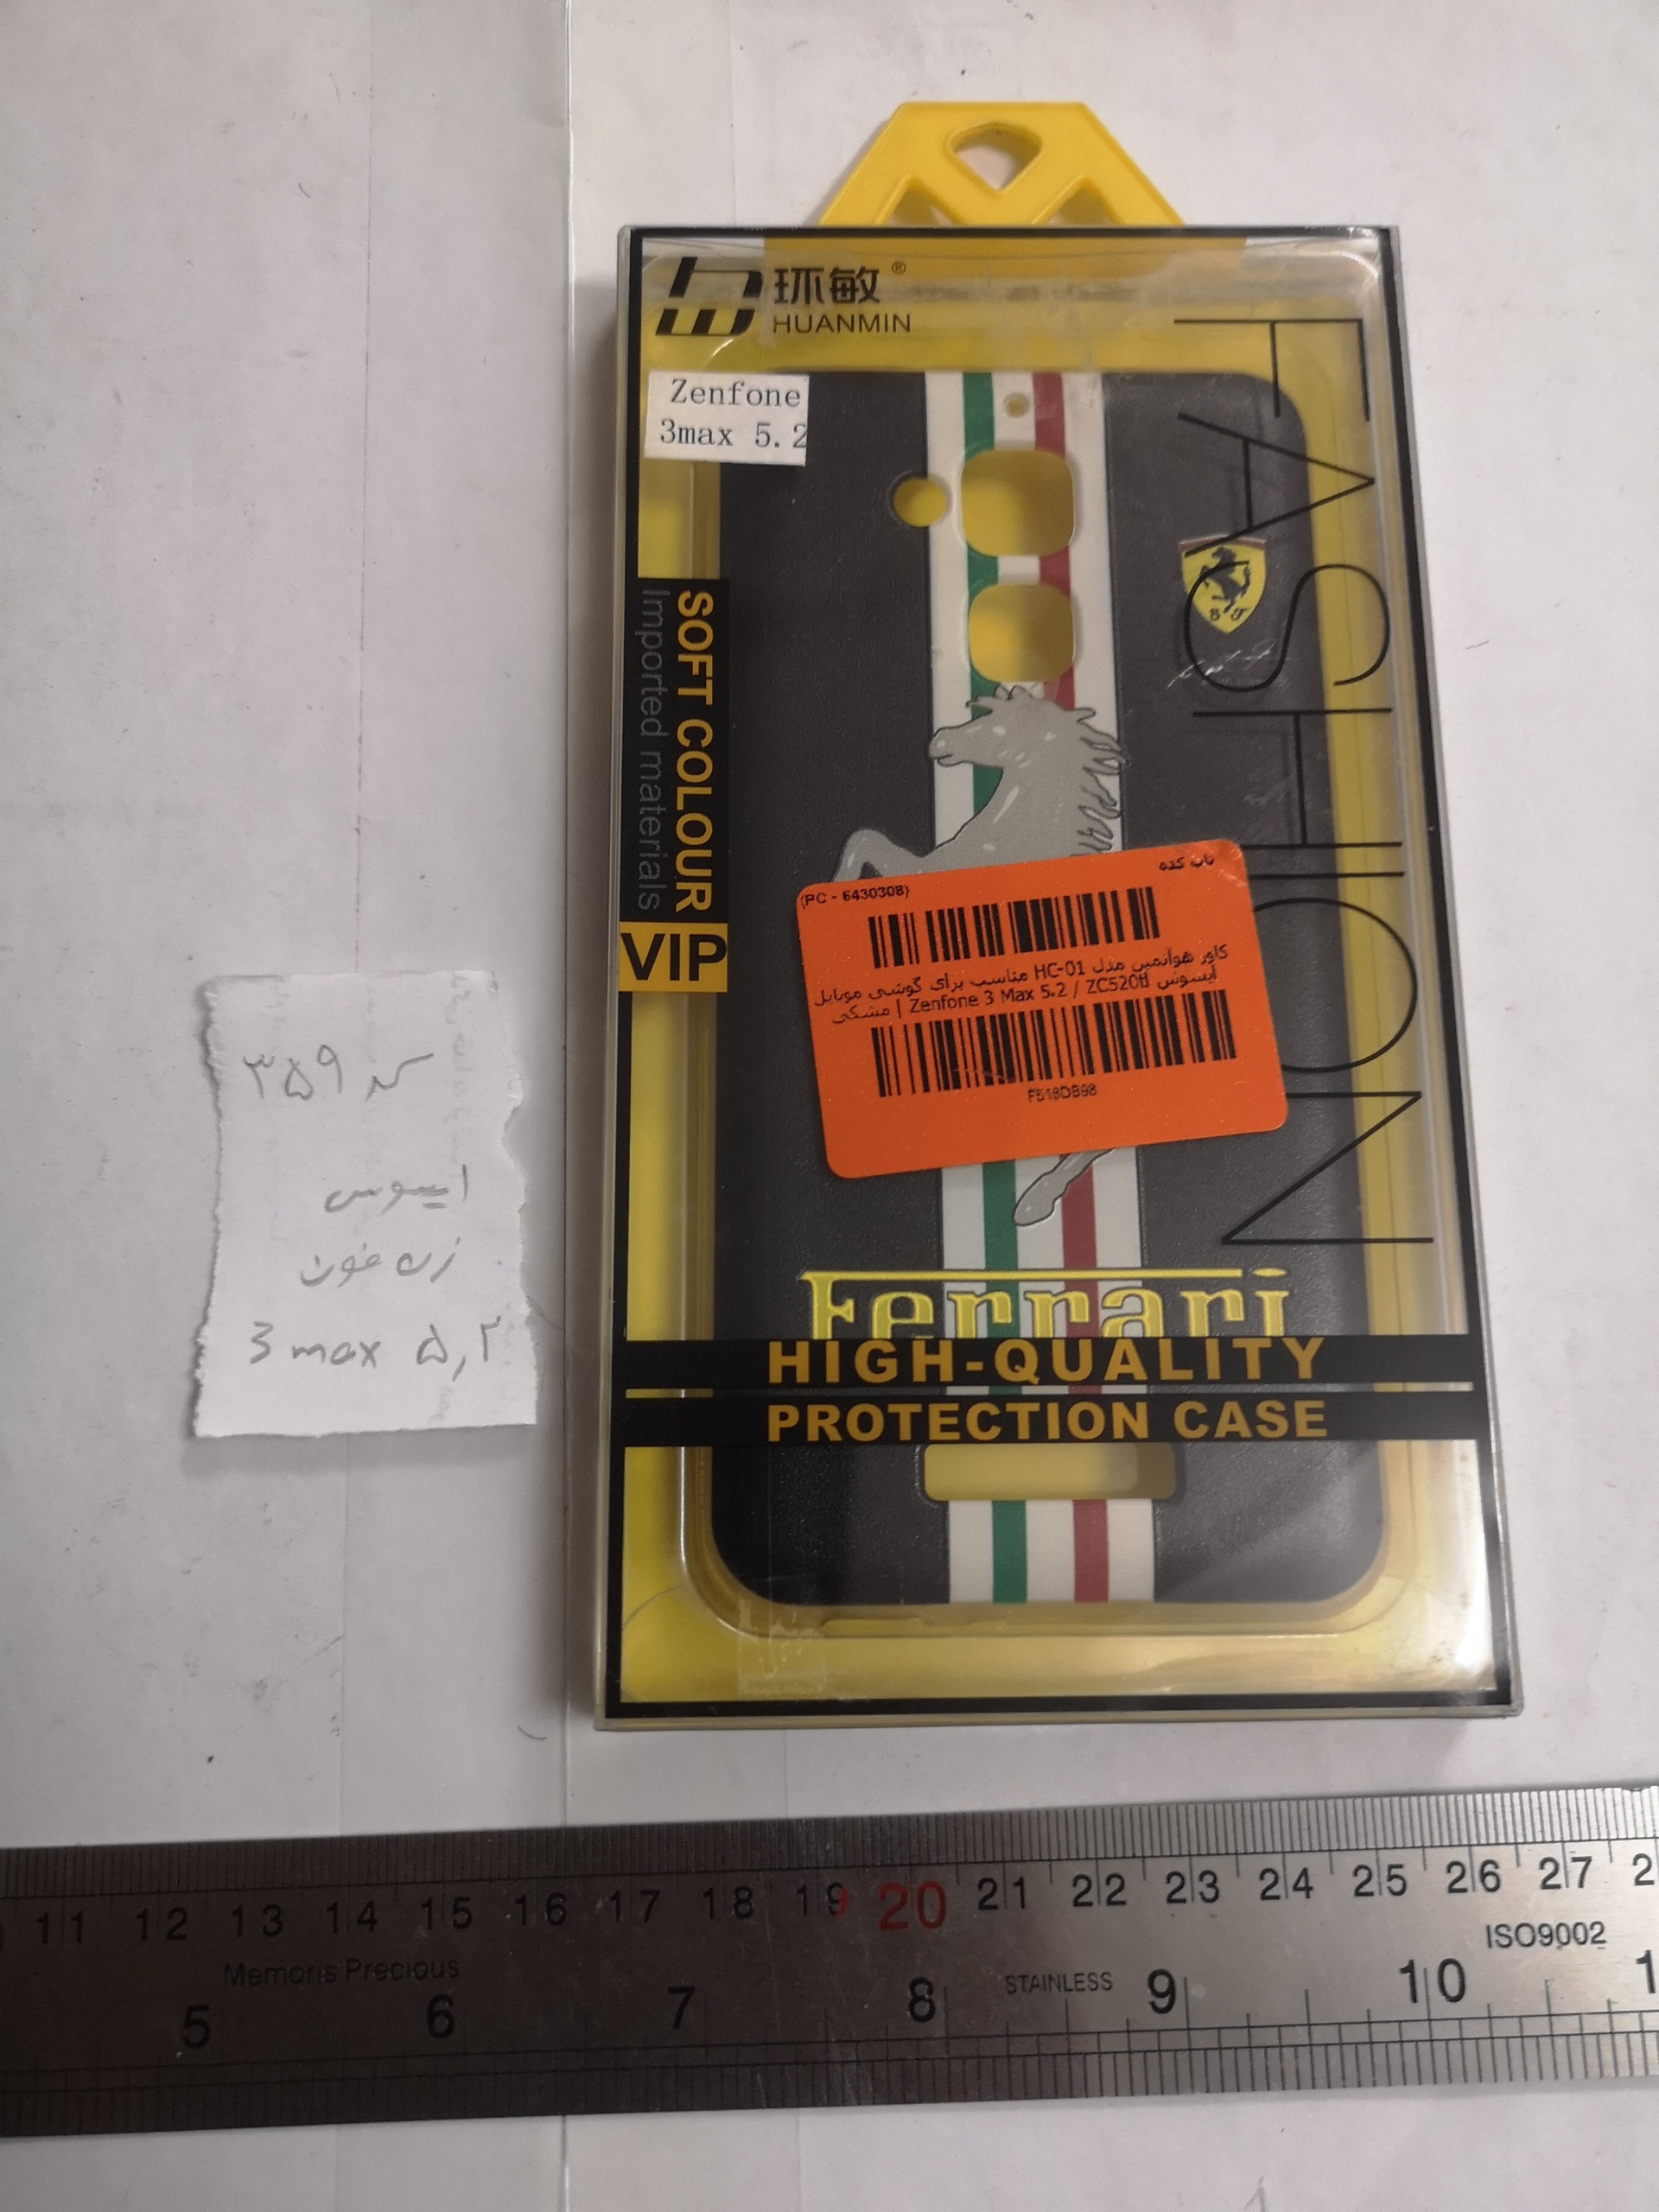 环敏®
HUANMIN
Zenfone
3max 5.2
FASHION
SOFT COLOUR
Imported materials
VIP
S F
تاپ کده
(PC - 6430308)
کاور هوآنمین مدل HC-01 مناسب برای گوشی موبایل
ایسوس Zenfone 3 Max 5.2 / ZC520tl | مشکی
F518DB98
Ferrari
HIGH-QUALITY
PROTECTION CASE
کد ۳۵۹
ایسوس
زن فون
3 max ۵,۲
11 12 13 14 15 16 17 18 19 20 21 22 23 24 25 26 27 2
Memoris Precious
STAINLESS
ISO9002
5 6 7 8 9 10 1